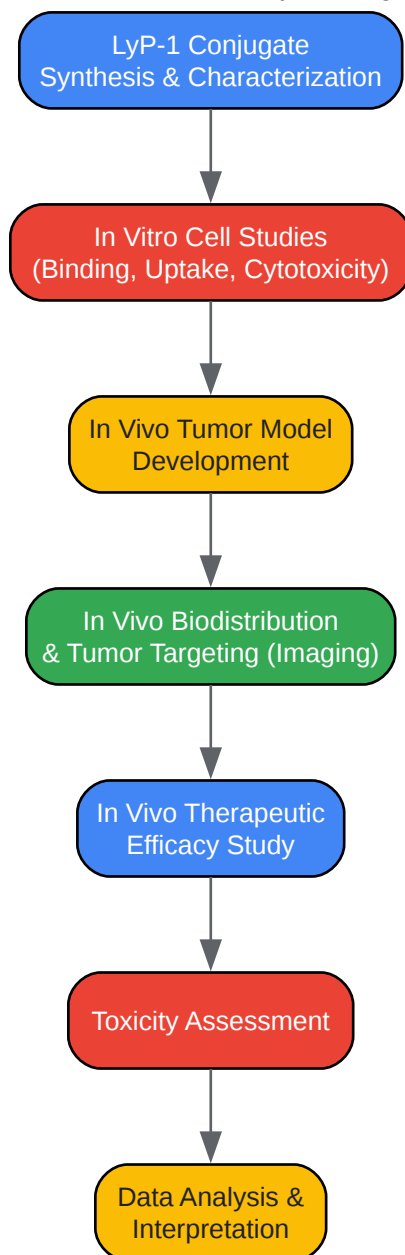 LyP-1 Conjugate
Synthesis & Characterization
In Vitro Cell Studies
(Binding, Uptake, Cytotoxicity)
In Vivo Tumor Model
Development
In Vivo Biodistribution
& Tumor Targeting (Imaging)
In Vivo Therapeutic
Efficacy Study
Toxicity Assessment
Data Analysis &
Interpretation